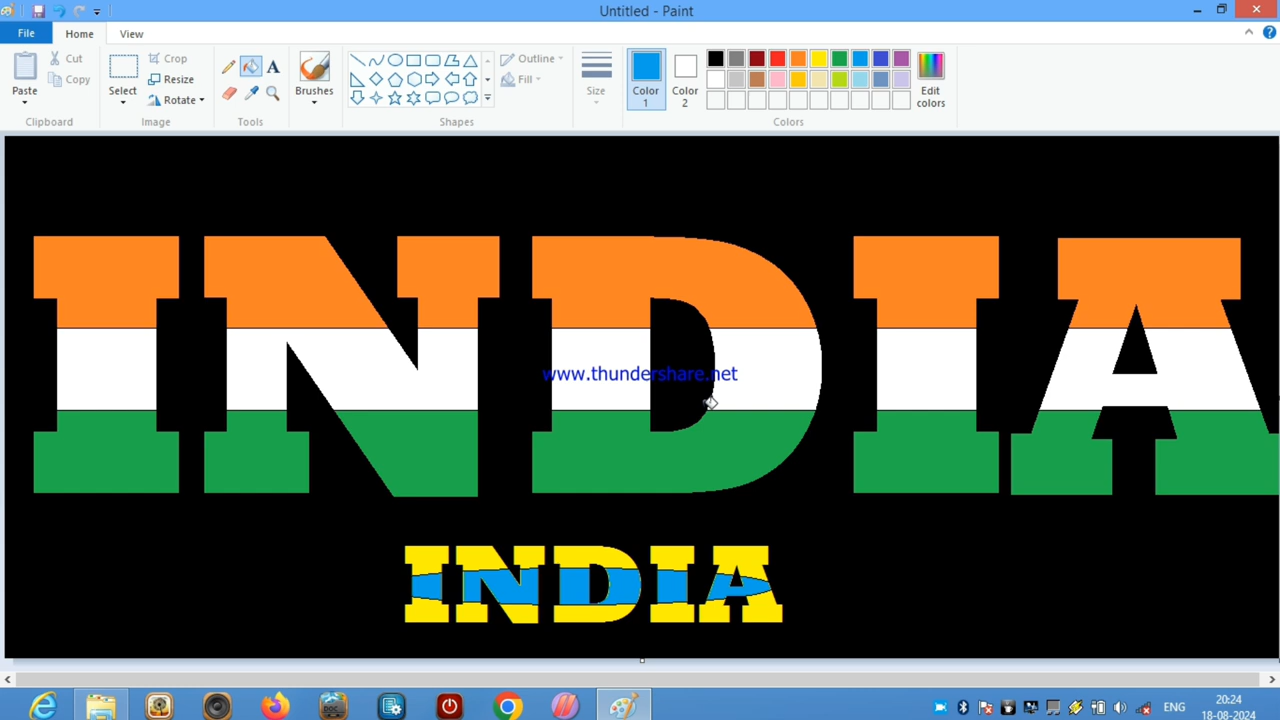 Untitled - Paint
File
Home
View
Paste
Cut
Copy
Clipboard
Select
Crop
Resize
Rotate
Image
A
Tools
Brushes
Outline
Fill
Shapes
Size
Color 1
Color 2
Edit colors
Colors
INDIA
www.thundershare.net
INDIA
DOC
ENG
20:24
18-08-2024